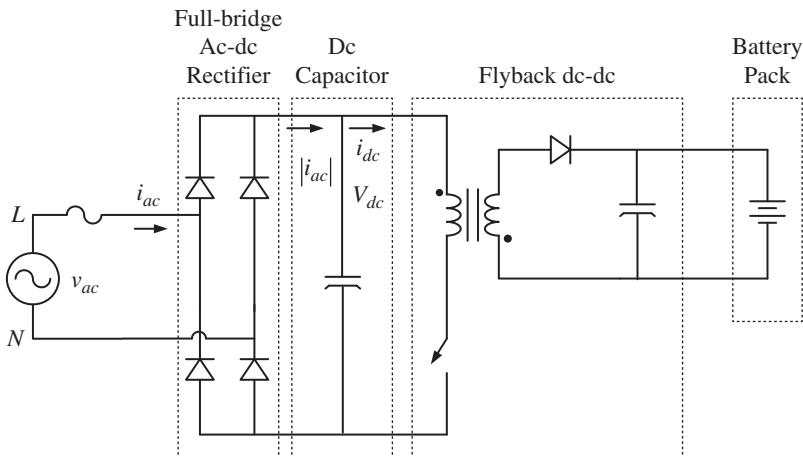 Full-bridge
Ac-dc
Rectifier
Dc
Capacitor
Flyback dc-dc
Battery
Pack
i_ac
|i_ac|
i_dc
V_dc
L
v_ac
N